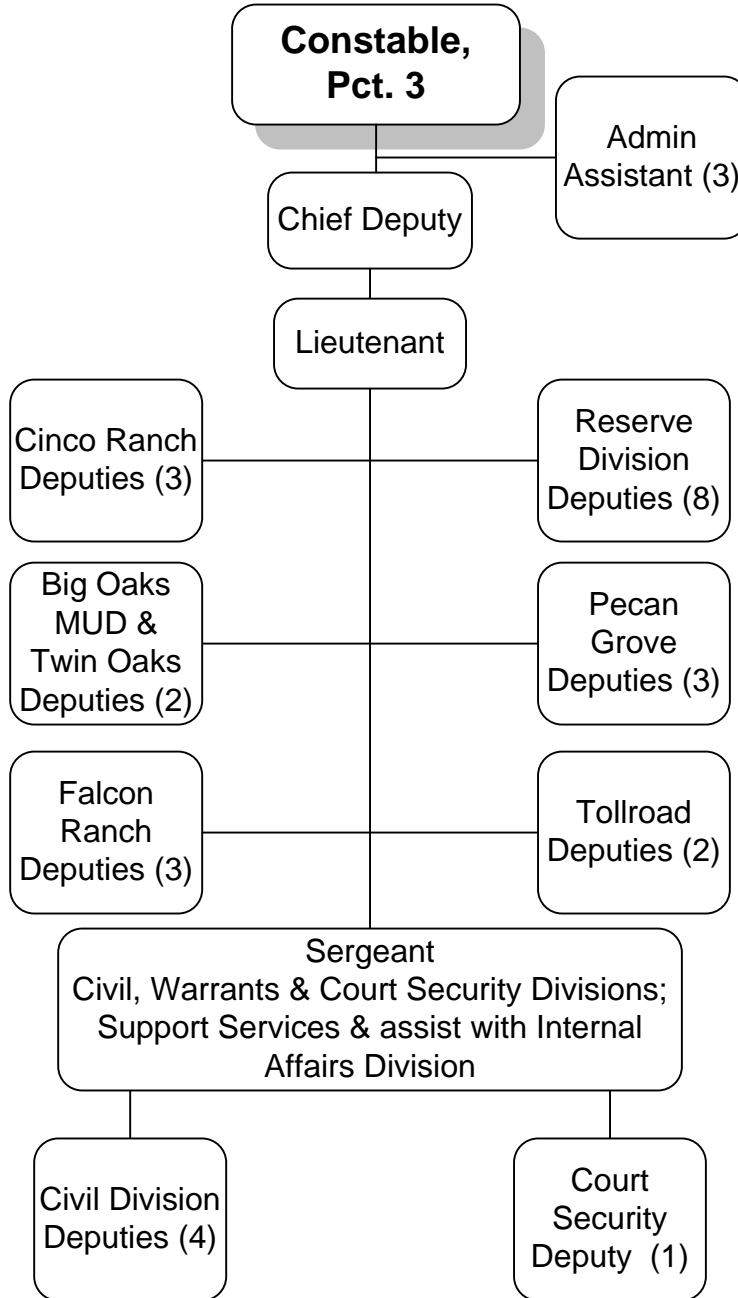 Constable,
Pct. 3
Admin
Assistant (3)
Chief Deputy
Lieutenant
Cinco Ranch
Deputies (3)
Reserve
Division
Deputies (8)
Big Oaks
MUD &
Twin Oaks
Deputies (2)
Pecan
Grove
Deputies (3)
Falcon
Ranch
Deputies (3)
Tollroad
Deputies (2)
Sergeant
Civil, Warrants & Court Security Divisions;
Support Services & assist with Internal
Affairs Division
Civil Division
Deputies (4)
Court
Security
Deputy (1)